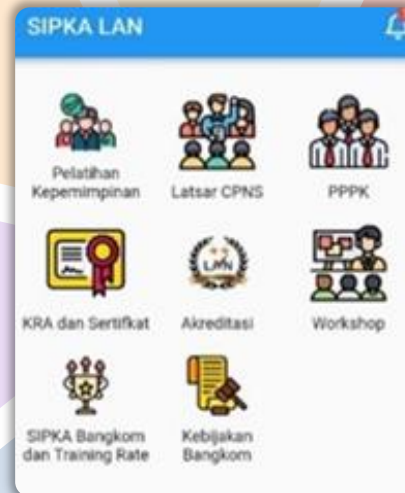 SIPKA LAN
Pelatihan
Kepemimpinan
Latsar CPNS
PPPK
KRA dan Sertifkat
LAN
Akreditasi
Workshop
SIPKA Bangkom
dan Training Rate
Kebijakan
Bangkom